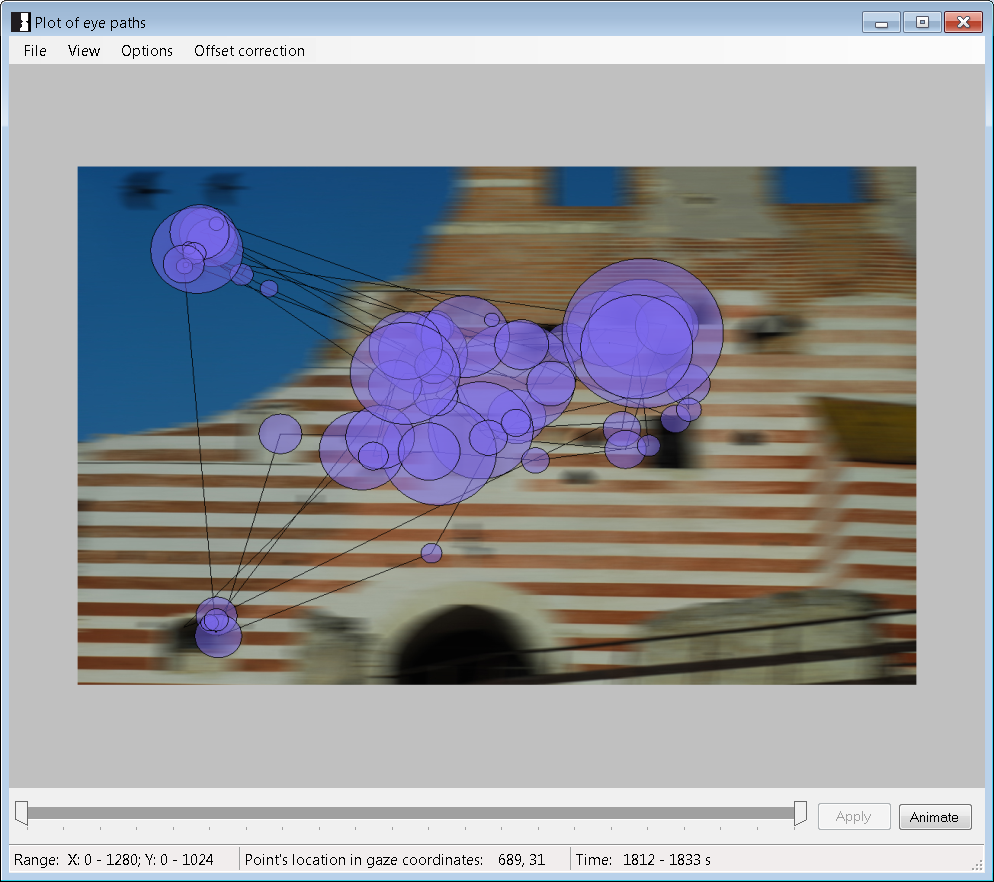 Plot of eye paths
File View Options Offset correction
Apply Animate
Range: X: 0 - 1280; Y: 0 - 1024 Point's location in gaze coordinates: 689, 31 Time: 1812 - 1833 s